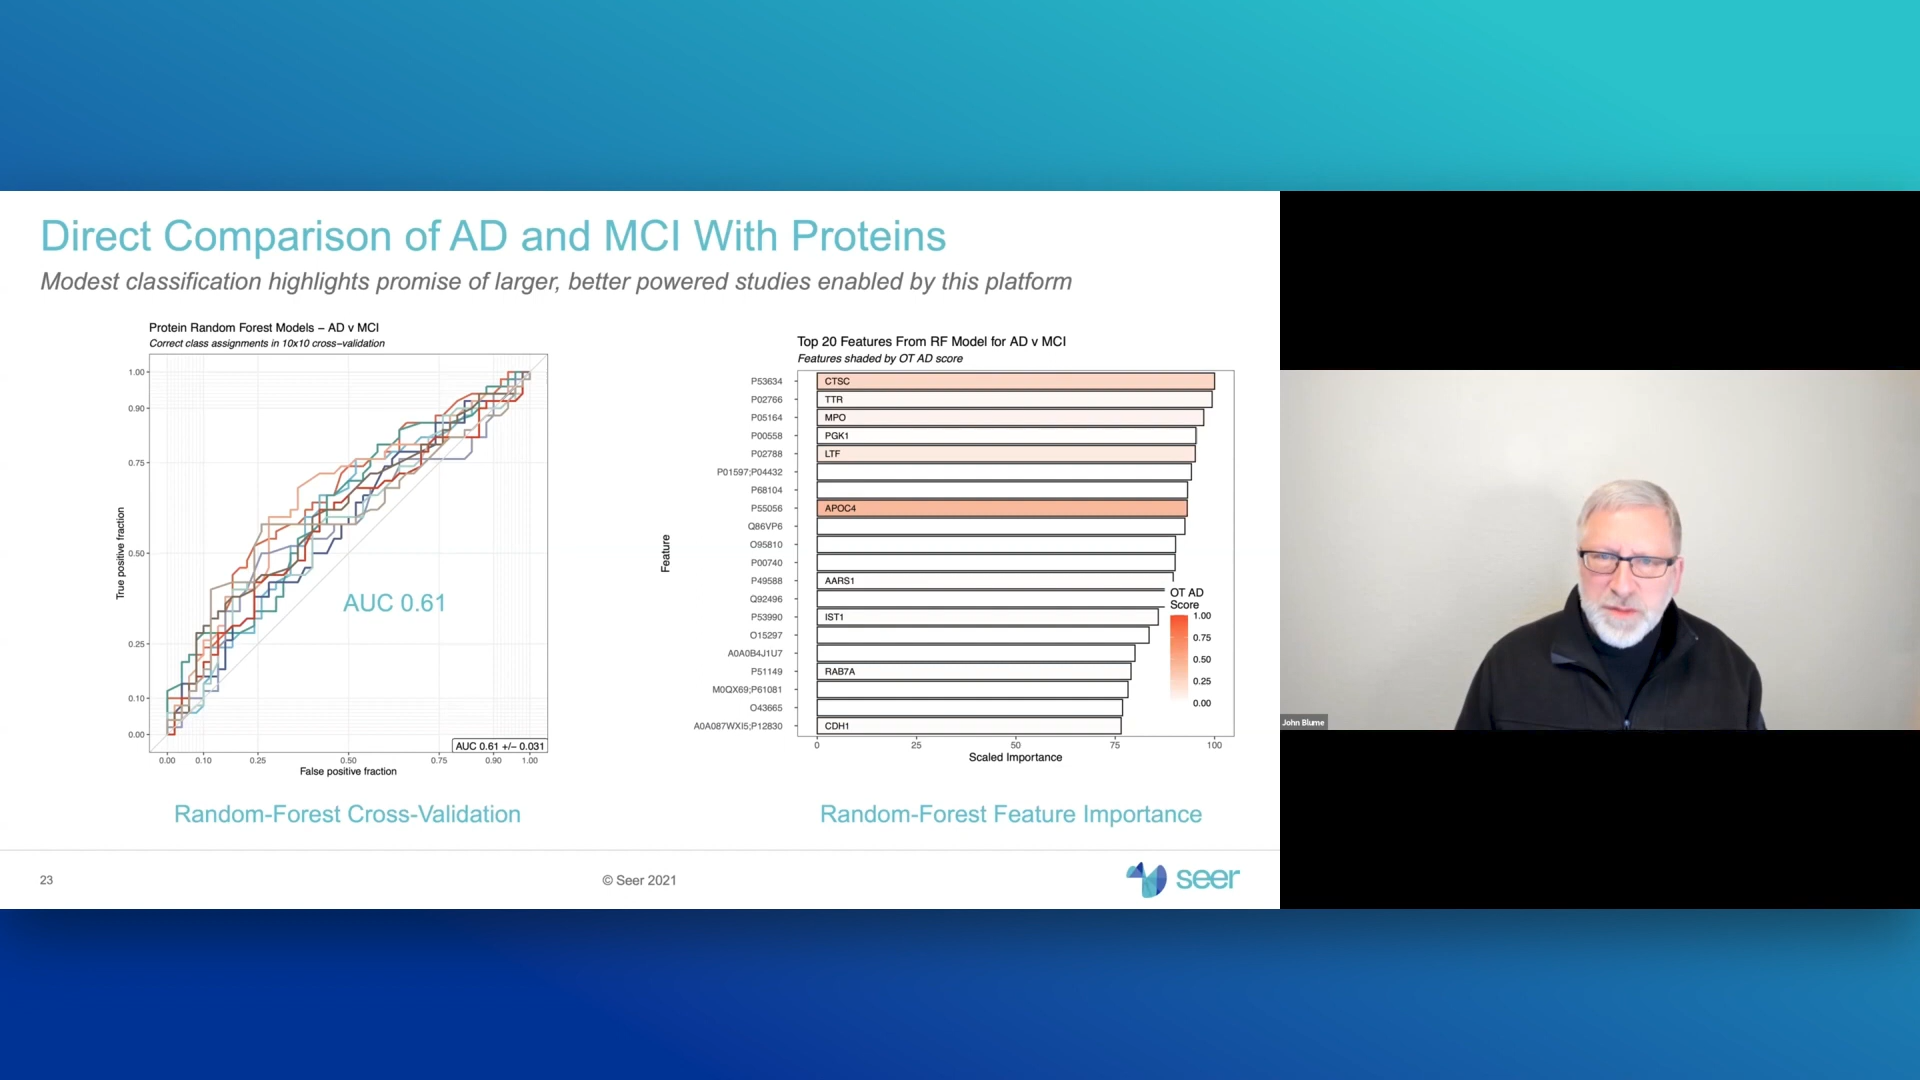 Direct Comparison of AD and MCI With Proteins
Modest classification highlights promise of larger, better powered studies enabled by this platform
Protein Random Forest Models – AD v MCI
Correct class assignments in 10x10 cross−validation
True positive fraction
1.00
0.90
0.75
0.50
0.25
0.10
0.00
AUC 0.61
AUC 0.61 +/− 0.031
0.00 0.10 0.25 0.50 0.75 0.90 1.00
False positive fraction
Random-Forest Cross-Validation
Top 20 Features From RF Model for AD v MCI
Features shaded by OT AD score
Feature
P53634 CTSC
P02766 TTR
P05164 MPO
P00558 PGK1
P02788 LTF
P01597;P04432
P68104
P55056 APOC4
Q86VP6
O95810
P00740
P49588 AARS1
Q92496
P53990 IST1
O15297
A0A0B4J1U7
P51149 RAB7A
M0QX69;P61081
O43665
A0A087WXI5;P12830 CDH1
OT AD
Score
1.00
0.75
0.50
0.25
0.00
0 25 50 75 100
Scaled Importance
Random-Forest Feature Importance
23
© Seer 2021
seer
John Blume